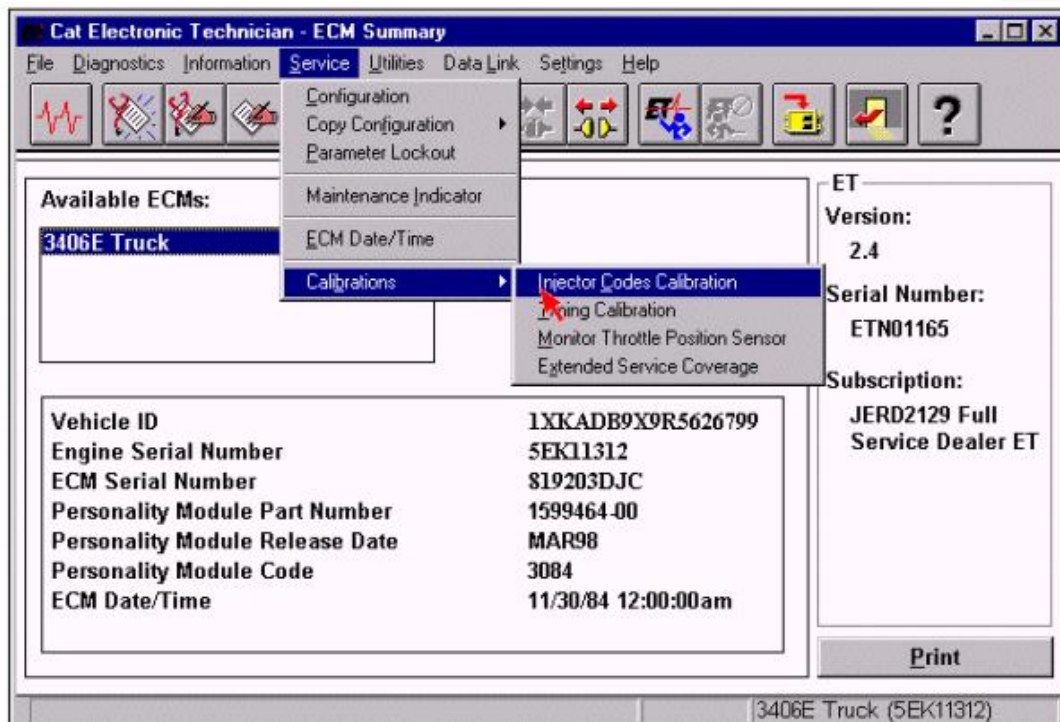 Cat Electronic Technician - ECM Summary
File Diagnostics Information Service Utilities Data Link Settings Help
Configuration
Copy Configuration
Parameter Lockout
Maintenance Indicator
ECM Date/Time
Calibrations
Injector Codes Calibration
Timing Calibration
Monitor Throttle Position Sensor
Extended Service Coverage
ET
?
Available ECMs:
3406E Truck
ET
Version:
2.4
Serial Number:
ETN01165
Subscription:
JERD2129 Full
Service Dealer ET
Vehicle ID 1XKADB9X9R5626799
Engine Serial Number 5EK11312
ECM Serial Number 819203DJC
Personality Module Part Number 1599464-00
Personality Module Release Date MAR98
Personality Module Code 3084
ECM Date/Time 11/30/84 12:00:00am
Print
3406E Truck (5EK11312)